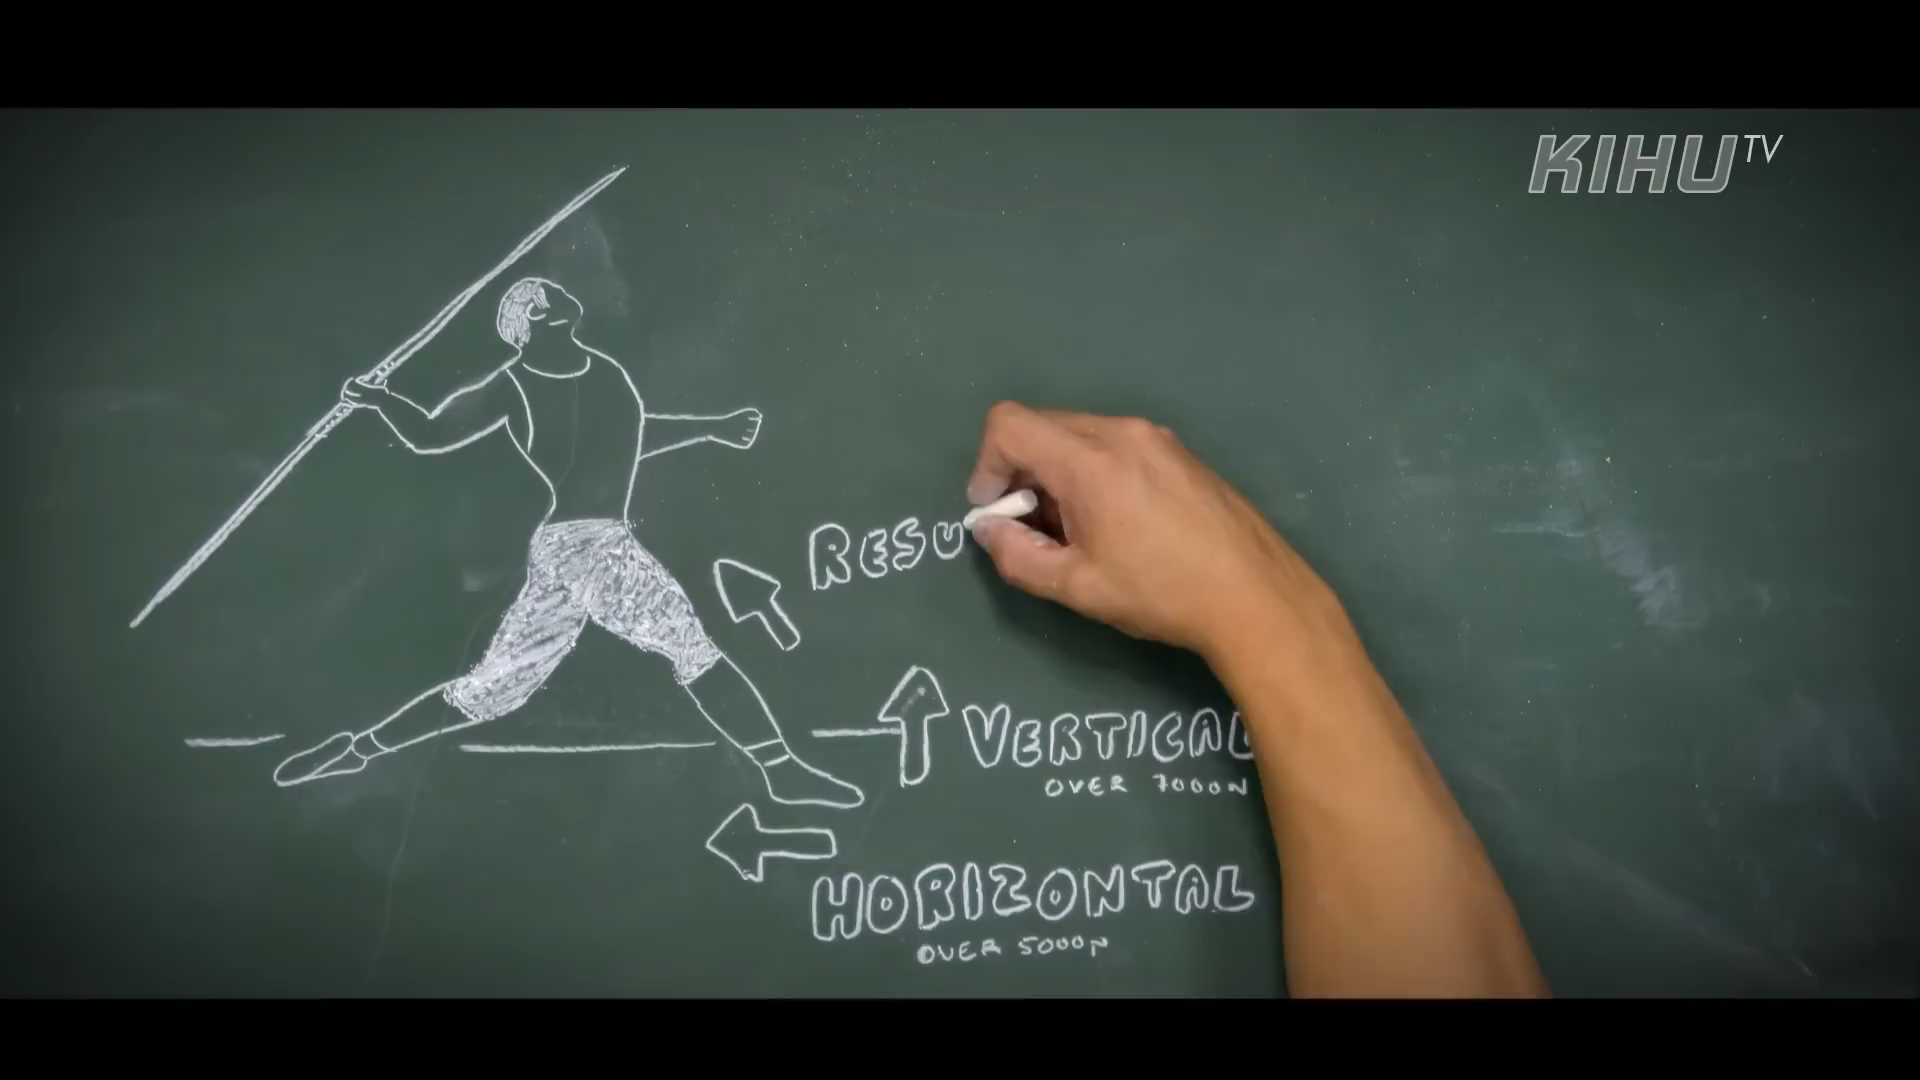 KIHU TV
RESU
VERTICAL
OVER 7000N
HORIZONTAL
OVER 5000N